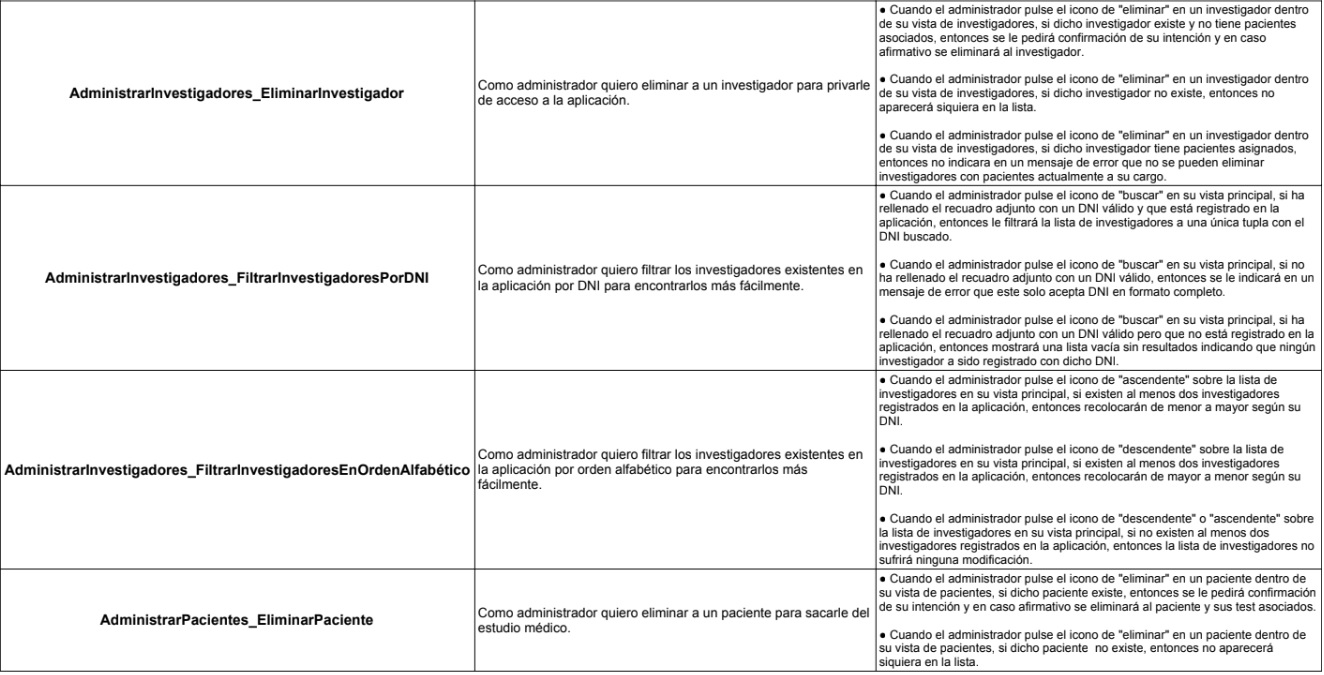 AdministrarInvestigadores_EliminarInvestigador
Como administrador quiero eliminar a un investigador para privarle
de acceso a la aplicación.
● Cuando el administrador pulse el icono de "eliminar" en un investigador dentro
de su vista de investigadores, si dicho investigador existe y no tiene pacientes
asociados, entonces se le pedirá confirmación de su intención y en caso
afirmativo se eliminará al investigador.
● Cuando el administrador pulse el icono de "eliminar" en un investigador dentro
de su vista de investigadores, si dicho investigador no existe, entonces no
aparecerá siquiera en la lista.
● Cuando el administrador pulse el icono de "eliminar" en un investigador dentro
de su vista de investigadores, si dicho investigador tiene pacientes asignados,
entonces no indicara en un mensaje de error que no se pueden eliminar
investigadores con pacientes actualmente a su cargo.
AdministrarInvestigadores_FiltrarInvestigadoresPorDNI
Como administrador quiero filtrar los investigadores existentes en
la aplicación por DNI para encontrarlos más fácilmente.
● Cuando el administrador pulse el icono de "buscar" en su vista principal, si ha
rellenado el recuadro adjunto con un DNI válido y que está registrado en la
aplicación, entonces le filtrará la lista de investigadores a una única tupla con el
DNI buscado.
● Cuando el administrador pulse el icono de "buscar" en su vista principal, si no
ha rellenado el recuadro adjunto con un DNI válido, entonces se le indicará en un
mensaje de error que este solo acepta DNI en formato completo.
● Cuando el administrador pulse el icono de "buscar" en su vista principal, si ha
rellenado el recuadro adjunto con un DNI válido pero que no está registrado en la
aplicación, entonces mostrará una lista vacía sin resultados indicando que ningún
investigador a sido registrado con dicho DNI.
AdministrarInvestigadores_FiltrarInvestigadoresEnOrdenAlfabético
Como administrador quiero filtrar los investigadores existentes en
la aplicación por orden alfabético para encontrarlos más
fácilmente.
● Cuando el administrador pulse el icono de "ascendente" sobre la lista de
investigadores en su vista principal, si existen al menos dos investigadores
registrados en la aplicación, entonces recolocarán de menor a mayor según su
DNI.
● Cuando el administrador pulse el icono de "descendente" sobre la lista de
investigadores en su vista principal, si existen al menos dos investigadores
registrados en la aplicación, entonces recolocarán de mayor a menor según su
DNI.
● Cuando el administrador pulse el icono de "descendente" o "ascendente" sobre
la lista de investigadores en su vista principal, si no existen al menos dos
investigadores registrados en la aplicación, entonces la lista de investigadores no
sufrirá ninguna modificación.
AdministrarPacientes_EliminarPaciente
Como administrador quiero eliminar a un paciente para sacarle del
estudio médico.
● Cuando el administrador pulse el icono de "eliminar" en un paciente dentro de
su vista de pacientes, si dicho paciente existe, entonces se le pedirá confirmación
de su intención y en caso afirmativo se eliminará al paciente y sus test asociados.
● Cuando el administrador pulse el icono de "eliminar" en un paciente dentro de
su vista de pacientes, si dicho paciente  no existe, entonces no aparecerá
siquiera en la lista.